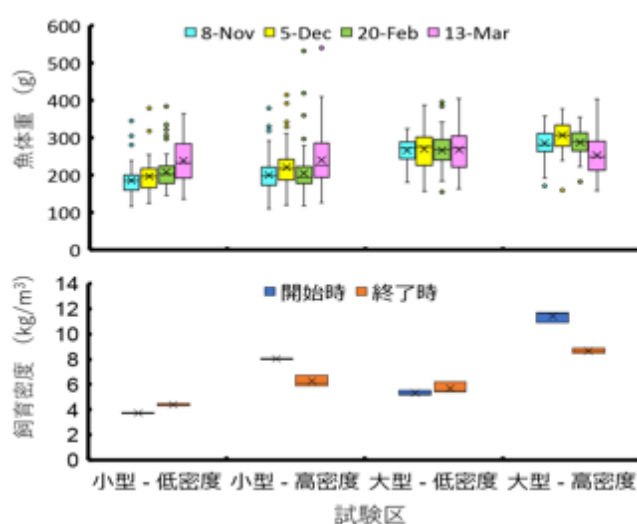 8-Nov 5-Dec 20-Feb 13-Mar
魚体重 (g)
600
500
400
300
200
100
0
開始時 終了時
飼育密度 (kg/m³)
14
12
10
8
6
4
2
0
小型 - 低密度 小型 - 高密度 大型 - 低密度 大型 - 高密度
試験区